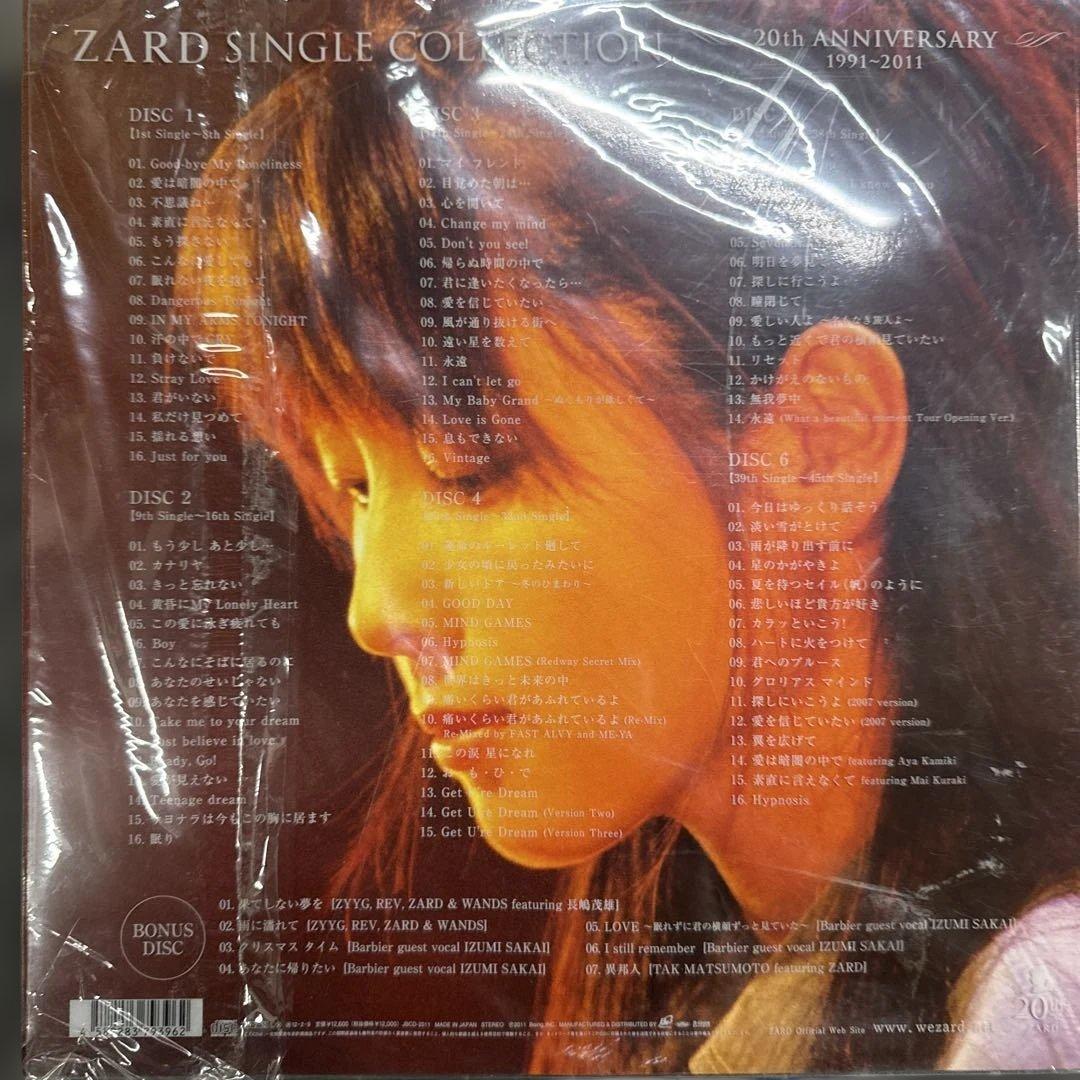 ZARD SINGLE COLLECTION
20th ANNIVERSARY
1991~2011
DISC 1
【1st Single～8th Single】
01. Good-bye My Loneliness
02. 愛は暗闇の中で
03. 不思議ね…
04. 素直に言えなくて
05. もう探さない
06. こんなに愛しても
07. 眠れない夜を抱いて
08. Dangerous Tonight
09. IN MY ARMS TONIGHT
10. 汗の中でCRY
11. 負けないで
12. Stray Love
13. 君がいない
14. 私だけ見つめて
15. 揺れる想い
16. Just for you
DISC 2
【9th Single～16th Single】
01. もう少し あと少し…
02. カナリヤ
03. きっと忘れない
04. 黄昏にMy Lonely Heart
05. この愛に泳ぎ疲れても
06. Boy
07. こんなにそばに居るのに
08. あなたのせいじゃない
09. あなたを感じていたい
10. Take me to your dream
Just believe in love
Ready, Go!
愛が見えない
14. Teenage dream
15. サヨナラは今もこの胸に居ます
16. 眠り
DISC 3
01. マイ フレンド
02. 目覚めた朝は…
03. 心を開いて
04. Change my mind
05. Don't you see!
06. 帰らぬ時間の中で
07. 君に逢いたくなったら…
08. 愛を信じていたい
09. 風が通り抜ける街へ
10. 遠い星を数えて
11. 永遠
12. I can't let go
13. My Baby Grand ～ぬくもりが欲しくて～
14. Love is Gone
15. 息もできない
16. Vintage
DISC 4
01. 運命のルーレット廻して
02. 少女の頃に戻ったみたいに
03. 新しいドア ～冬のひまわり～
04. GOOD DAY
05. MIND GAMES
06. Hypnosis
07. MIND GAMES (Redway Secret Mix)
08. 世界はきっと未来の中
09. 痛いくらい君があふれているよ
10. 痛いくらい君があふれているよ (Re-Mix)
Re-Mixed by FAST ALVY and ME-YA
11. この涙 星になれ
12. お・も・ひ・で
13. Get U're Dream
14. Get U're Dream (Version Two)
15. Get U're Dream (Version Three)
05. Seven
06. 明日を夢見
07. 探しに行こうよ
08. 瞳閉じて
09. 愛しい人よ ～名もなき旅人よ～
10. もっと近くで君の横顔見ていたい
11. リセット
12. かけがえのないもの
13. 無我夢中
14. 永遠 (What a beautiful moment Tour Opening Ver.)
DISC 6
【39th Single～45th Single】
01. 今日はゆっくり話そう
02. 淡い雪がとけて
03. 雨が降り出す前に
04. 星のかがやきよ
05. 夏を待つセイル(帆)のように
06. 悲しいほど貴方が好き
07. カラッといこう!
08. ハートに火をつけて
09. 君へのブルース
10. グロリアス マインド
11. 探しにいこうよ (2007 version)
12. 愛を信じていたい (2007 version)
13. 翼を広げて
14. 愛は暗闇の中で featuring Aya Kamiki
15. 素直に言えなくて featuring Mai Kuraki
16. Hypnosis
BONUS
DISC
01. 果てしない夢を [ZYYG, REV, ZARD & WANDS featuring 長嶋茂雄]
02. 雨に濡れて [ZYYG, REV, ZARD & WANDS]
03. クリスマス タイム [Barbier guest vocal IZUMI SAKAI]
04. あなたに帰りたい [Barbier guest vocal IZUMI SAKAI]
05. LOVE ～眠れずに君の横顔ずっと見ていた～ [Barbier guest vocal IZUMI SAKAI]
06. I still remember [Barbier guest vocal IZUMI SAKAI]
07. 異邦人 [TAK MATSUMOTO featuring ZARD]
定価 ¥12,600 (税抜価格 ¥12,000) JBCD-2011 MADE IN JAPAN STEREO ©2011 Being INC. MANUFACTURED & DISTRIBUTED BY
ZARD Official Web Site www.wezard.net
20th
ZARD